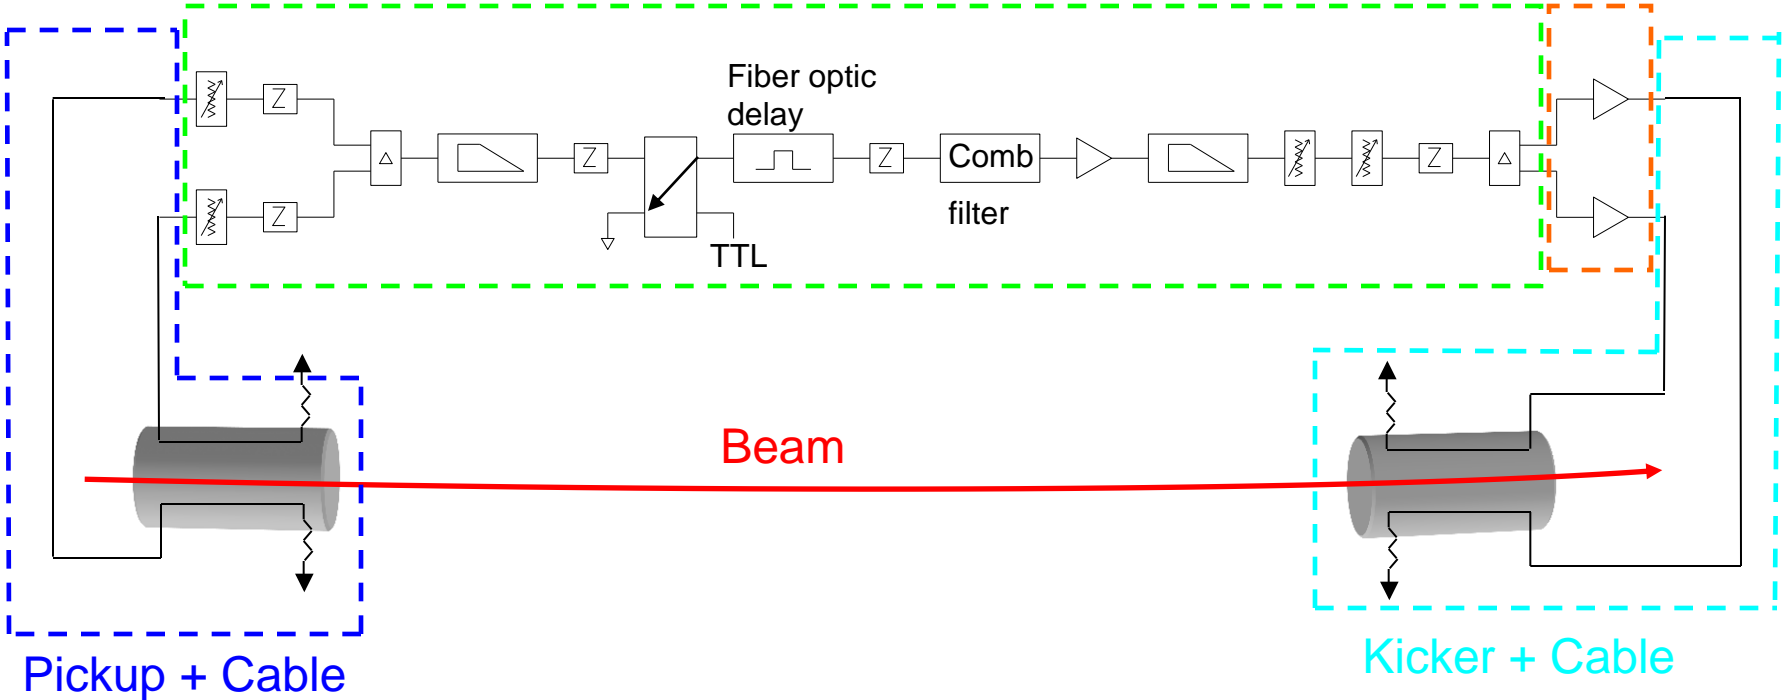 Fiber optic
delay
Z
Z
Z
Z
Comb
filter
Z
TTL
Beam
Pickup + Cable
Kicker + Cable